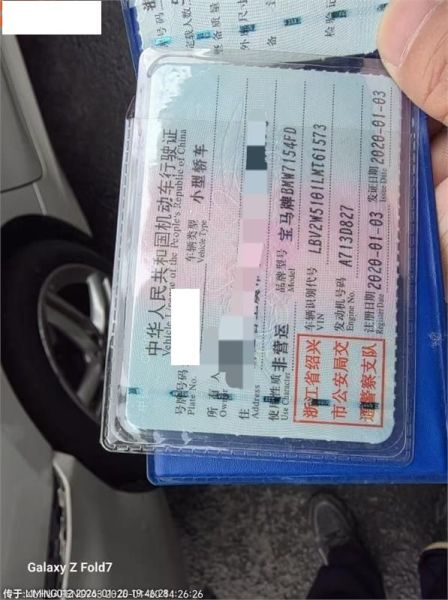 中华人民共和国机动车行驶证
Vehicle License of the People's Republic of China
号牌号码
Plate No.
车辆类型
Vehicle Type
小型轿车
所有人
Owner
住
Address
使用性质
Use Character
非营运
品牌型号
Model
宝马牌BMW7154FD
浙江省绍兴
市公安局交
通警察支队
车辆识别代号
VIN
LBV2W5101LMT61573
发动机号码
Engine No.
A713D827
注册日期
Register Date
2020-01-03
发证日期
Issue Date
2020-01-03
Galaxy Z Fold7